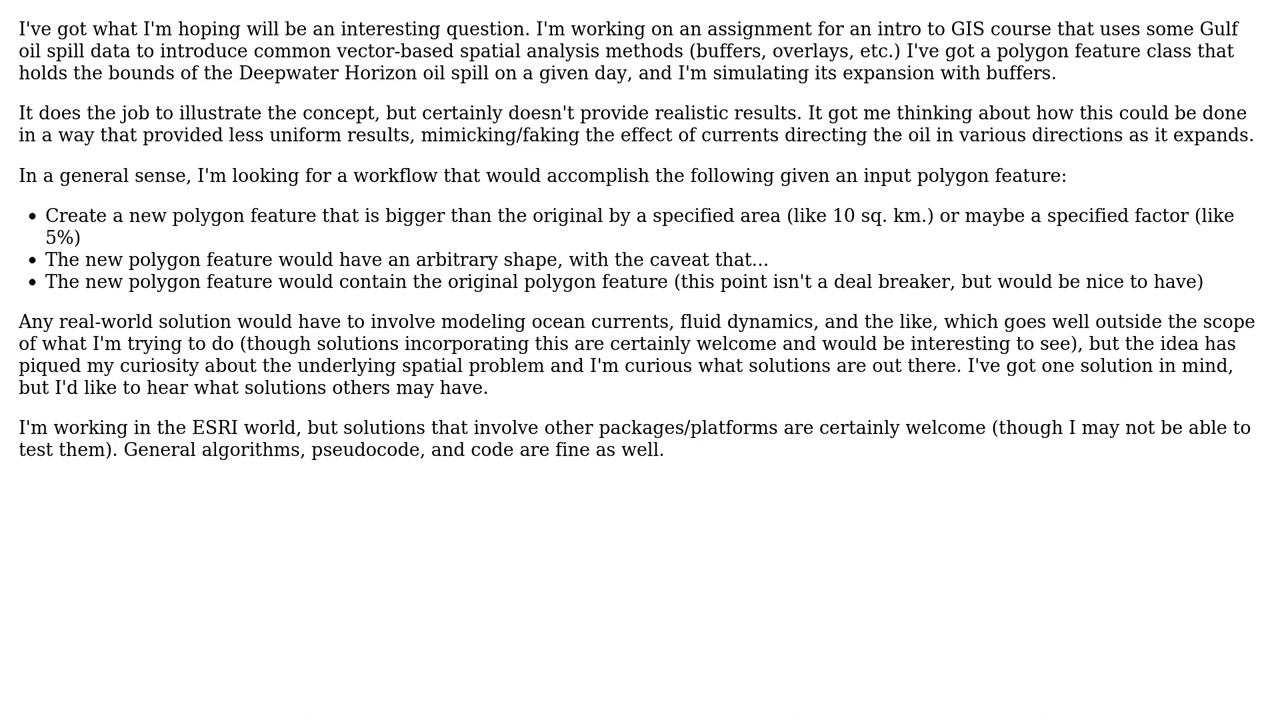 I've got what I'm hoping will be an interesting question. I'm working on an assignment for an intro to GIS course that uses some Gulf
oil spill data to introduce common vector-based spatial analysis methods (buffers, overlays, etc.) I've got a polygon feature class that
holds the bounds of the Deepwater Horizon oil spill on a given day, and I'm simulating its expansion with buffers.
It does the job to illustrate the concept, but certainly doesn't provide realistic results. It got me thinking about how this could be done
in a way that provided less uniform results, mimicking/faking the effect of currents directing the oil in various directions as it expands.
In a general sense, I'm looking for a workflow that would accomplish the following given an input polygon feature:
• Create a new polygon feature that is bigger than the original by a specified area (like 10 sq. km.) or maybe a specified factor (like
5%)
• The new polygon feature would have an arbitrary shape, with the caveat that...
• The new polygon feature would contain the original polygon feature (this point isn't a deal breaker, but would be nice to have)
Any real-world solution would have to involve modeling ocean currents, fluid dynamics, and the like, which goes well outside the scope
of what I'm trying to do (though solutions incorporating this are certainly welcome and would be interesting to see), but the idea has
piqued my curiosity about the underlying spatial problem and I'm curious what solutions are out there. I've got one solution in mind,
but I'd like to hear what solutions others may have.
I'm working in the ESRI world, but solutions that involve other packages/platforms are certainly welcome (though I may not be able to
test them). General algorithms, pseudocode, and code are fine as well.